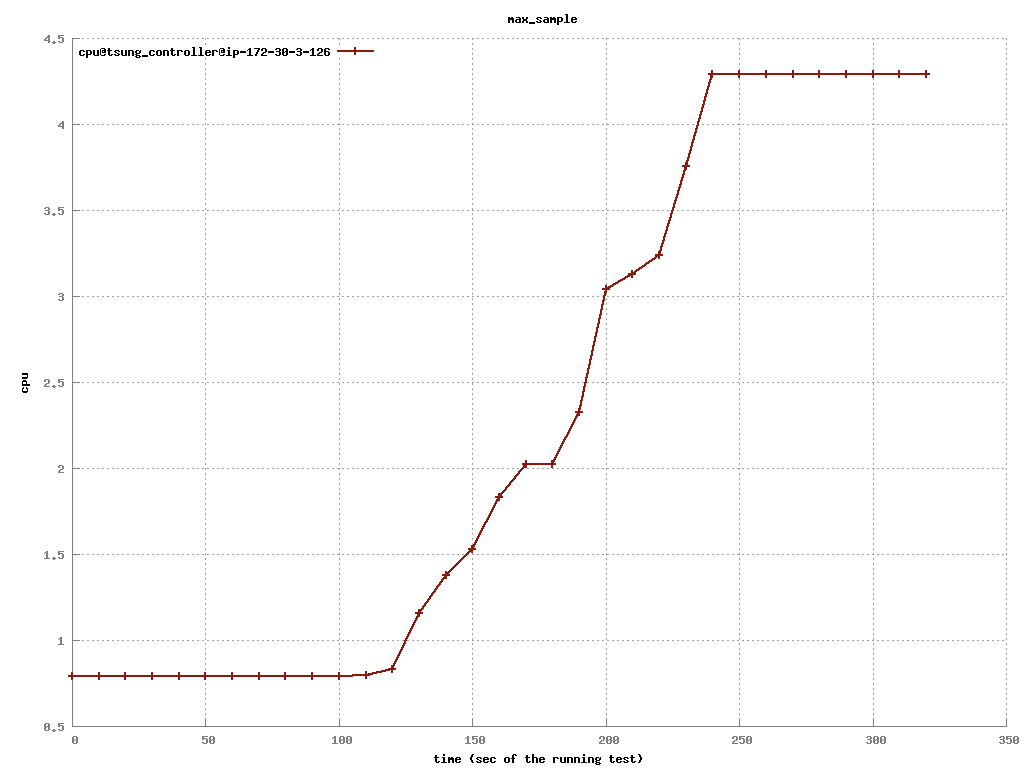 max_sample
cpu@tsung_controller@ip-172-30-3-126
4.5
4
3.5
3
2.5
2
1.5
1
0.5
cpu
0 50 100 150 200 250 300 350
time (sec of the running test)